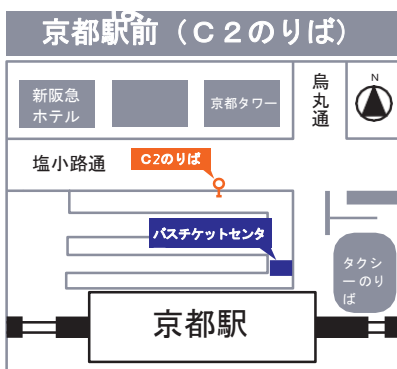 京都駅前（C２のりば）
新阪急
ホテル
京都タワー
烏丸通
N
塩小路通
C2のりば
バスチケットセンタ
タクシ
ーのり
ば
京都駅